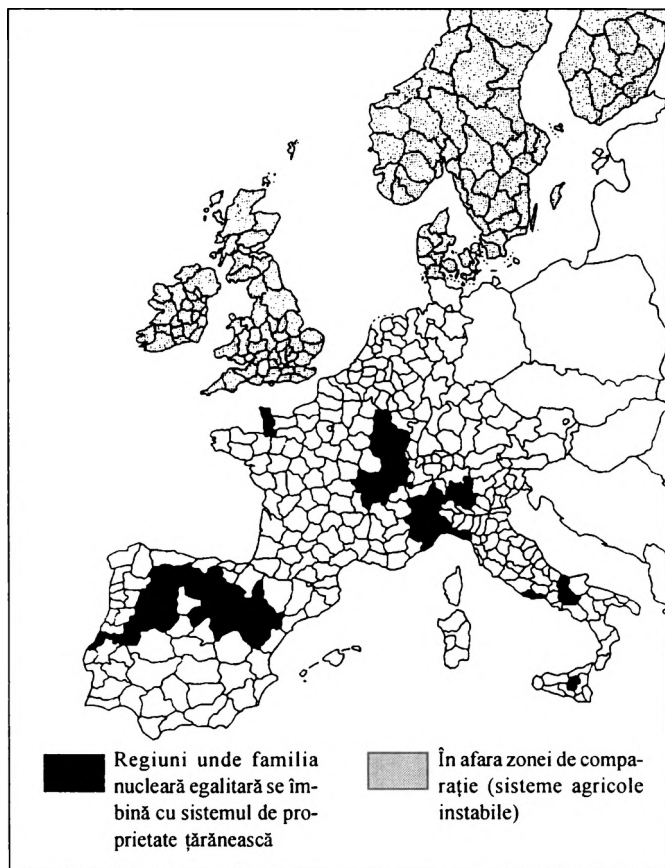 Regiuni unde familia
nucleară egalitară se îm-
bină cu sistemul de pro-
prietate țărănească
În afara zonei de compa-
rație (sisteme agricole
instabile)